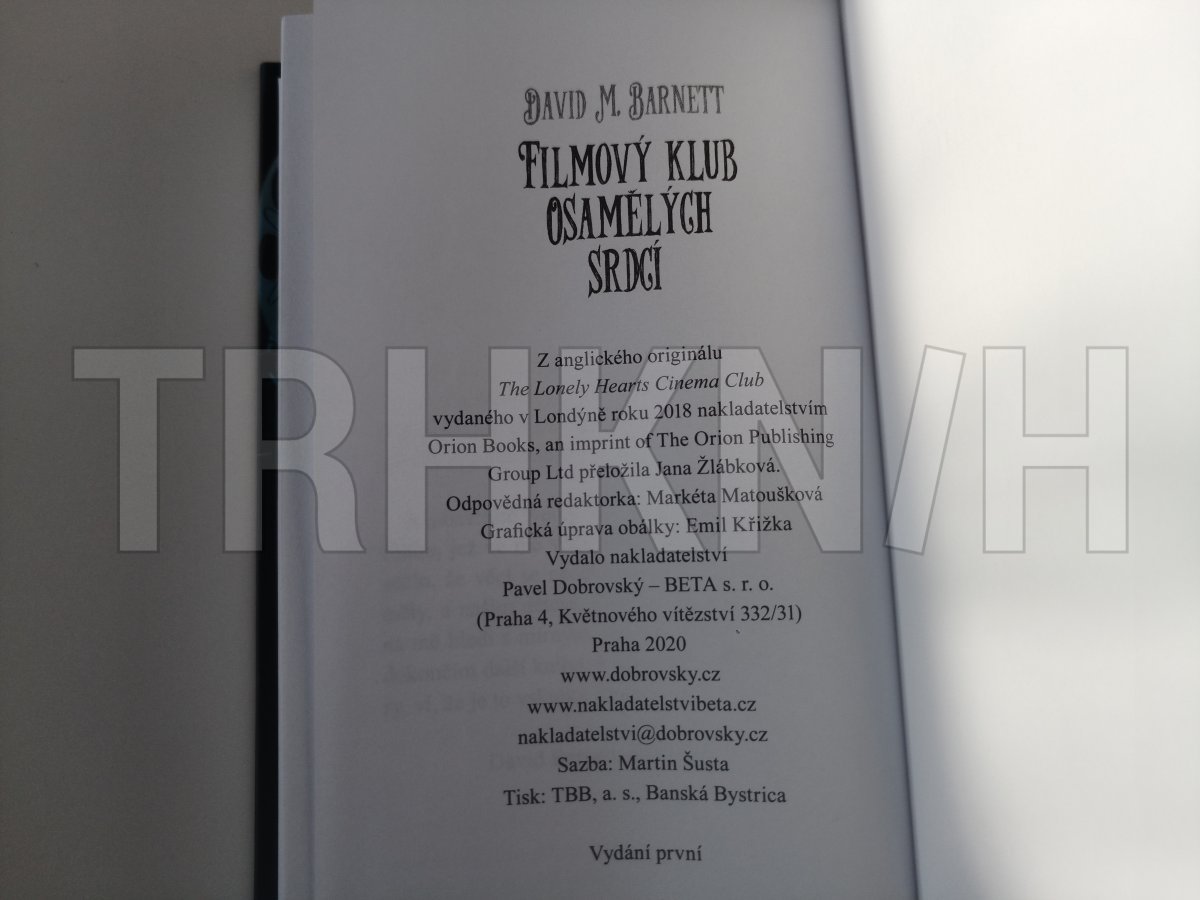 DAVID M. BARNETT
FILMOVÝ KLUB
OSAMĚLÝCH
SRDCÍ
Z anglického originálu
The Lonely Hearts Cinema Club
vydaného v Londýně roku 2018 nakladatelstvím
Orion Books, an imprint of The Orion Publishing
Group Ltd přeložila Jana Žlábková.
Odpovědná redaktorka: Markéta Matoušková
Grafická úprava obálky: Emil Křižka
Vydalo nakladatelství
Pavel Dobrovský – BETA s. r. o.
(Praha 4, Květnového vítězství 332/31)
Praha 2020
www.dobrovsky.cz
www.nakladatelstvibeta.cz
nakladatelstvi@dobrovsky.cz
Sazba: Martin Šusta
Tisk: TBB, a. s., Banská Bystrica
Vydání první
TRHKN/H